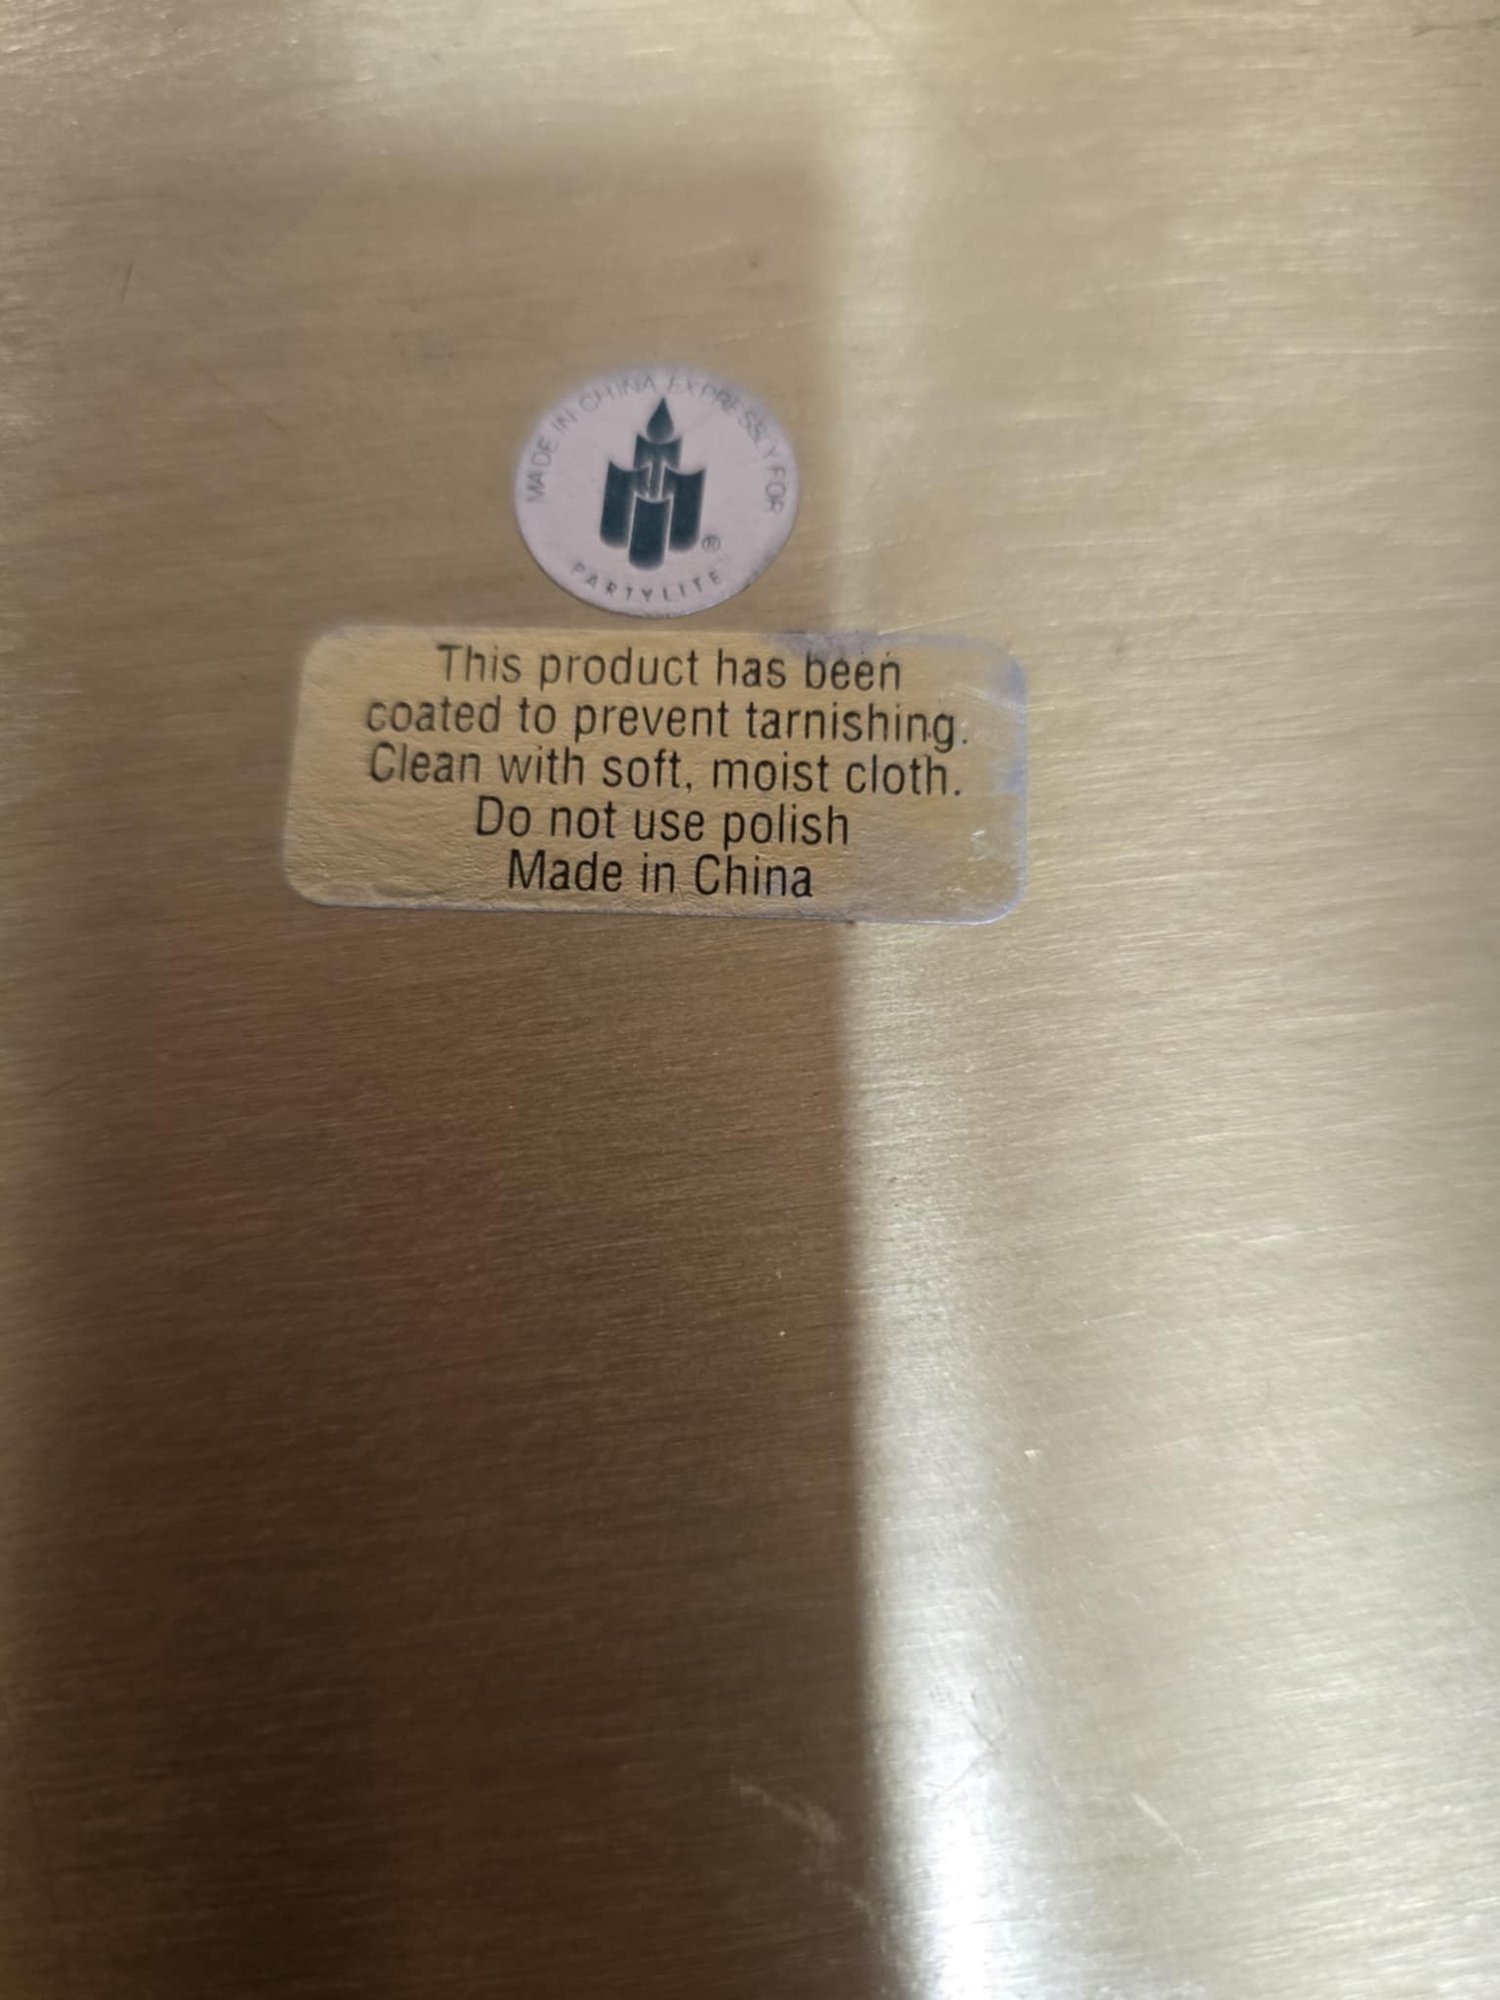 MADE IN CHINA EXPRESSLY FOR
®
PARTYLITE
This product has been
coated to prevent tarnishing.
Clean with soft, moist cloth.
Do not use polish
Made in China